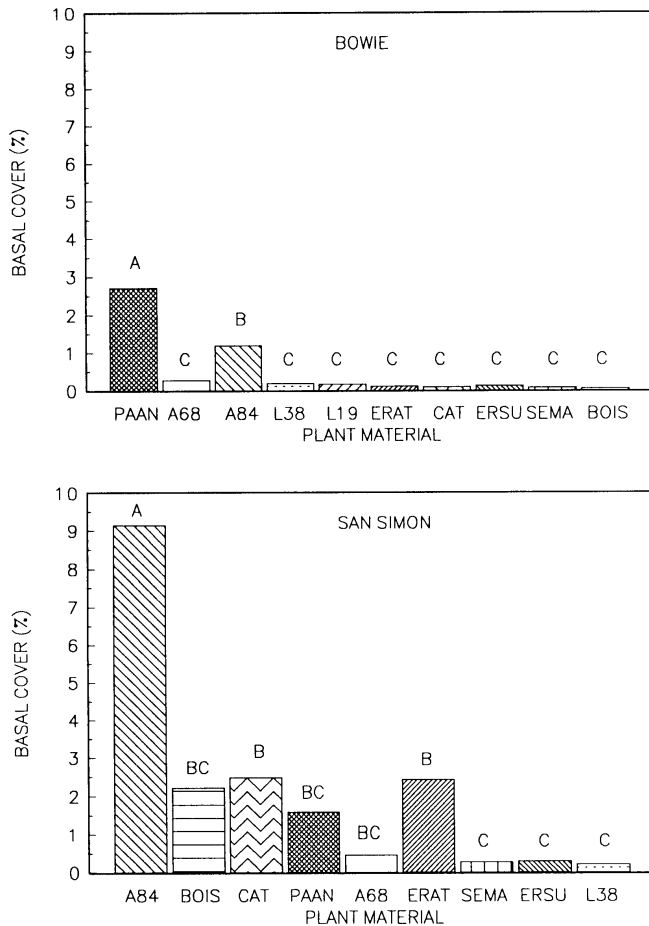 BOWIE
BASAL COVER (%)
10
9
8
7
6
5
4
3
2
1
0
A C B C C C C C C C
PAAN A68 A84 L38 L19 ERAT CAT ERSU SEMA BOIS
PLANT MATERIAL
SAN SIMON
BASAL COVER (%)
10
9
8
7
6
5
4
3
2
1
0
A BC B BC BC B C C C
A84 BOIS CAT PAAN A68 ERAT SEMA ERSU L38
PLANT MATERIAL